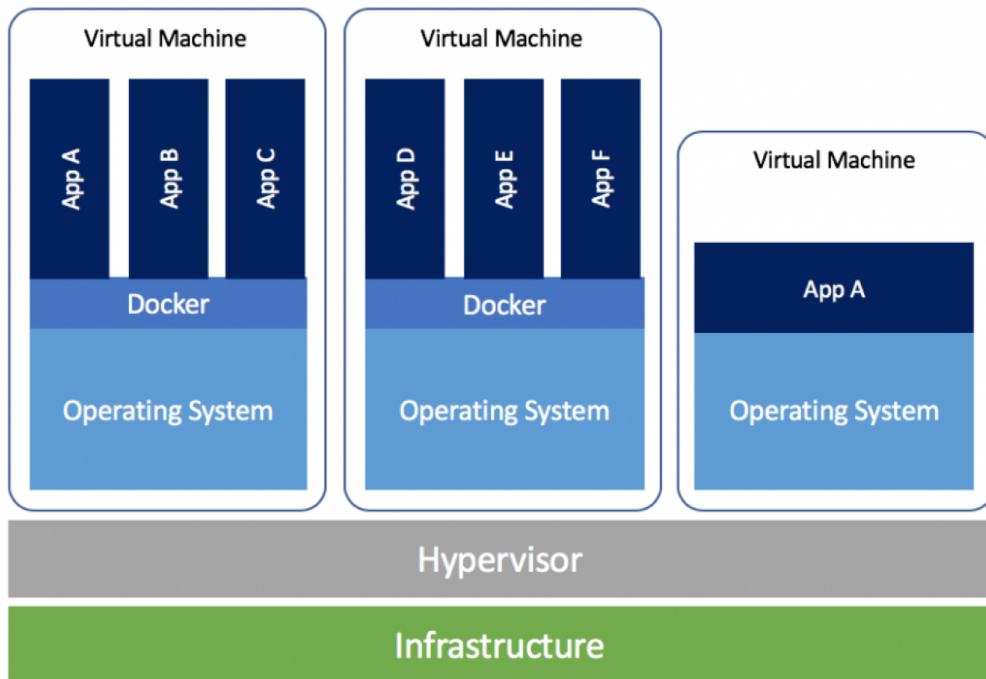 Virtual Machine
App A
App B
App C
Docker
Operating System
Virtual Machine
App D
App E
App F
Docker
Operating System
Virtual Machine
App A
Operating System
Hypervisor
Infrastructure